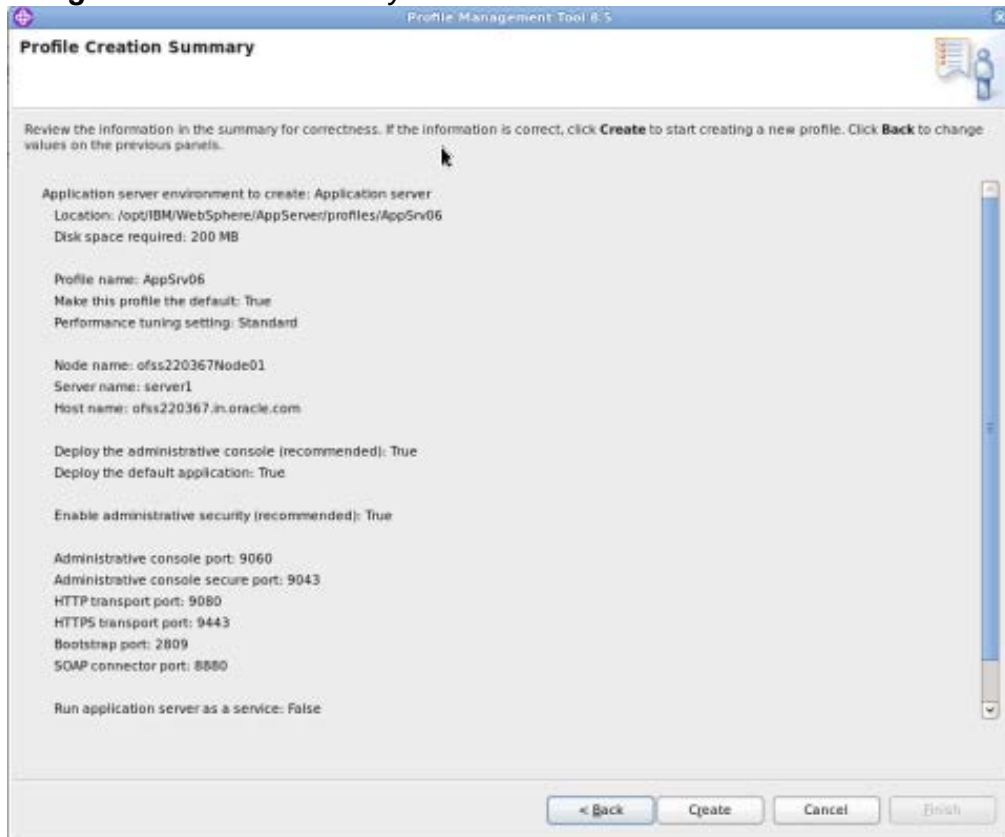 Profile Management Tool 8.5
Profile Creation Summary
Review the information in the summary for correctness. If the information is correct, click Create to start creating a new profile. Click Back to change
values on the previous panels.
Application server environment to create: Application server
Location: /opt/IBM/WebSphere/AppServer/profiles/AppSrv06
Disk space required: 200 MB
Profile name: AppSrv06
Make this profile the default: True
Performance tuning setting: Standard
Node name: ofss220367Node01
Server name: server1
Host name: ofss220367.in.oracle.com
Deploy the administrative console (recommended): True
Deploy the default application: True
Enable administrative security (recommended): True
Administrative console port: 9060
Administrative console secure port: 9043
HTTP transport port: 9080
HTTPS transport port: 9443
Bootstrap port: 2809
SOAP connector port: 8880
Run application server as a service: False
< Back Create Cancel Finish